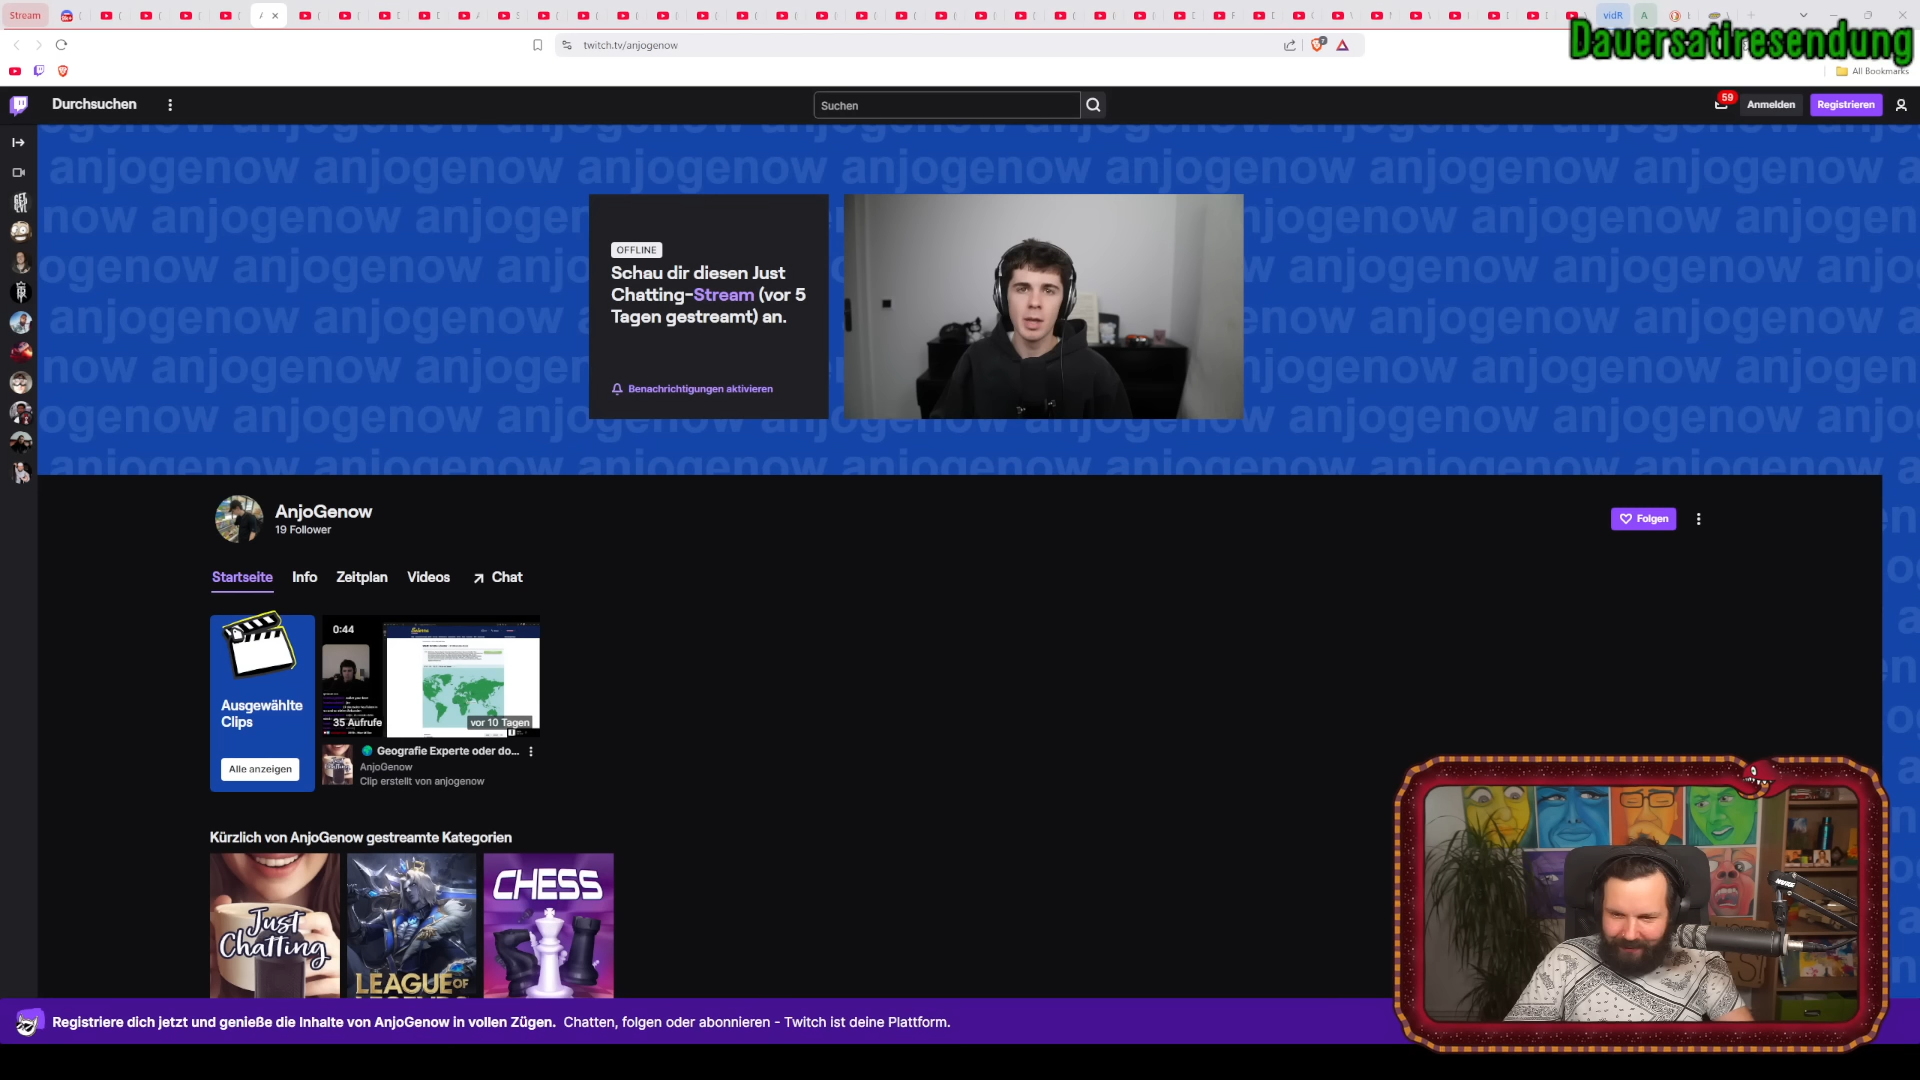 Stream
vidR
A
twitch.tv/anjogenow
Dauersatiresendung
All Bookmarks
Durchsuchen
Suchen
59
Anmelden
Registrieren
anjogenow anjogenow anjogenow anjogenow
OFFLINE
Schau dir diesen Just
Chatting-Stream (vor 5
Tagen gestreamt) an.
Benachrichtigungen aktivieren
AnjoGenow
19 Follower
Folgen
Startseite
Info
Zeitplan
Videos
Chat
Ausgewählte
Clips
Alle anzeigen
0:44
35 Aufrufe
vor 10 Tagen
Geografie Experte oder do...
AnjoGenow
Clip erstellt von anjogenow
Kürzlich von AnjoGenow gestreamte Kategorien
Just
Chatting
LEAGUE OF
CHESS
Registriere dich jetzt und genieße die Inhalte von AnjoGenow in vollen Zügen. Chatten, folgen oder abonnieren - Twitch ist deine Plattform.